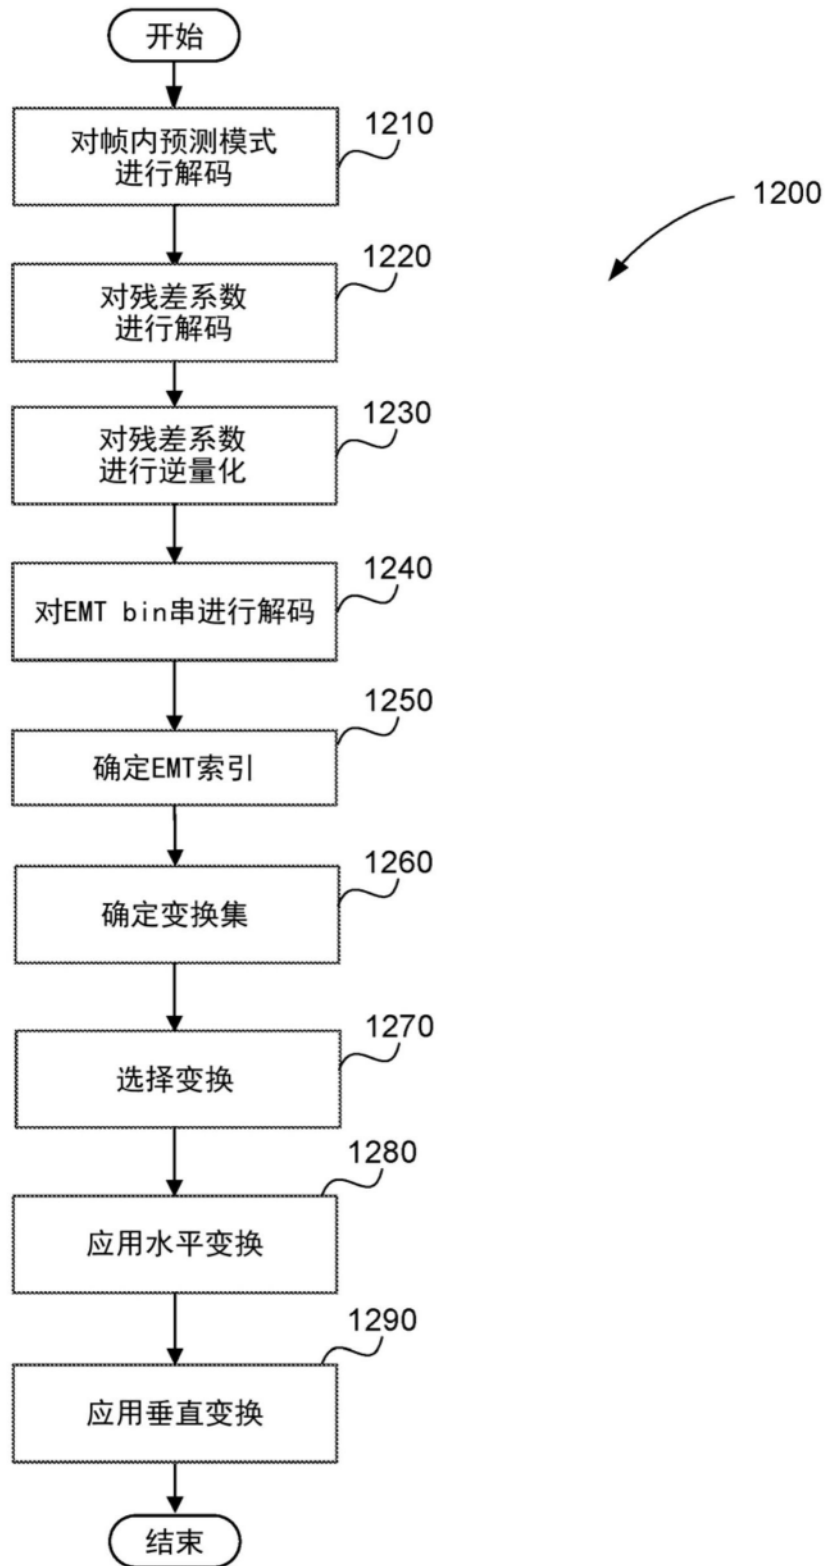 开始
1210
对帧内预测模式
进行解码
1200
1220
对残差系数
进行解码
1230
对残差系数
进行逆量化
1240
对EMT bin串进行解码
1250
确定EMT索引
1260
确定变换集
1270
选择变换
1280
应用水平变换
1290
应用垂直变换
结束